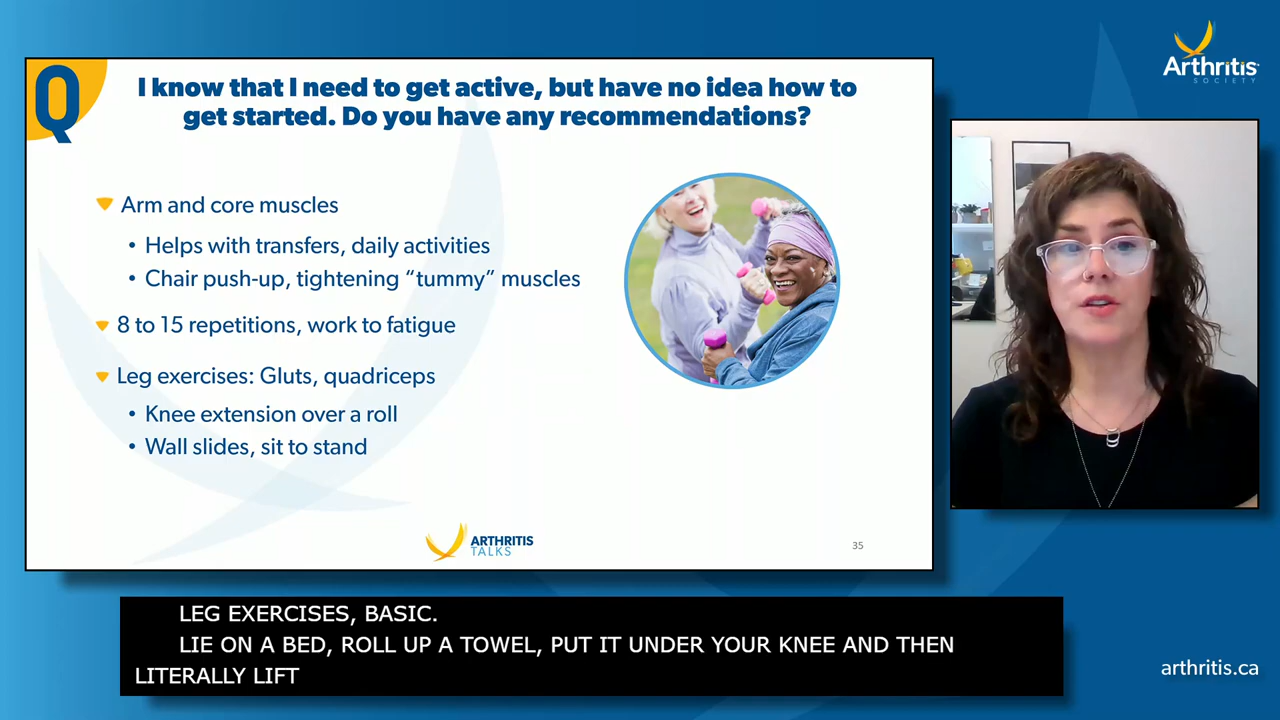 Q
I know that I need to get active, but have no idea how to
get started. Do you have any recommendations?
Arm and core muscles
• Helps with transfers, daily activities
• Chair push-up, tightening “tummy” muscles
8 to 15 repetitions, work to fatigue
Leg exercises: Gluts, quadriceps
• Knee extension over a roll
• Wall slides, sit to stand
ARTHRITIS
TALKS
35
Arthritis
SOCIETY
LEG EXERCISES, BASIC.
LIE ON A BED, ROLL UP A TOWEL, PUT IT UNDER YOUR KNEE AND THEN
LITERALLY LIFT
arthritis.ca